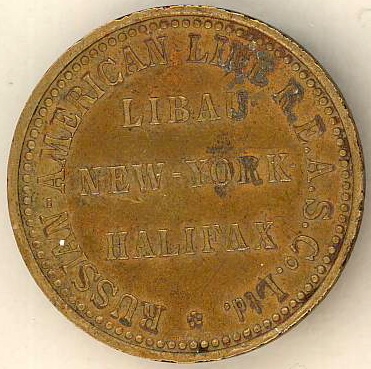 RUSSIAN-AMERICAN LINE R.E.A.S.Co. Ltd.
LIBAU
NEW-YORK
HALIFAX